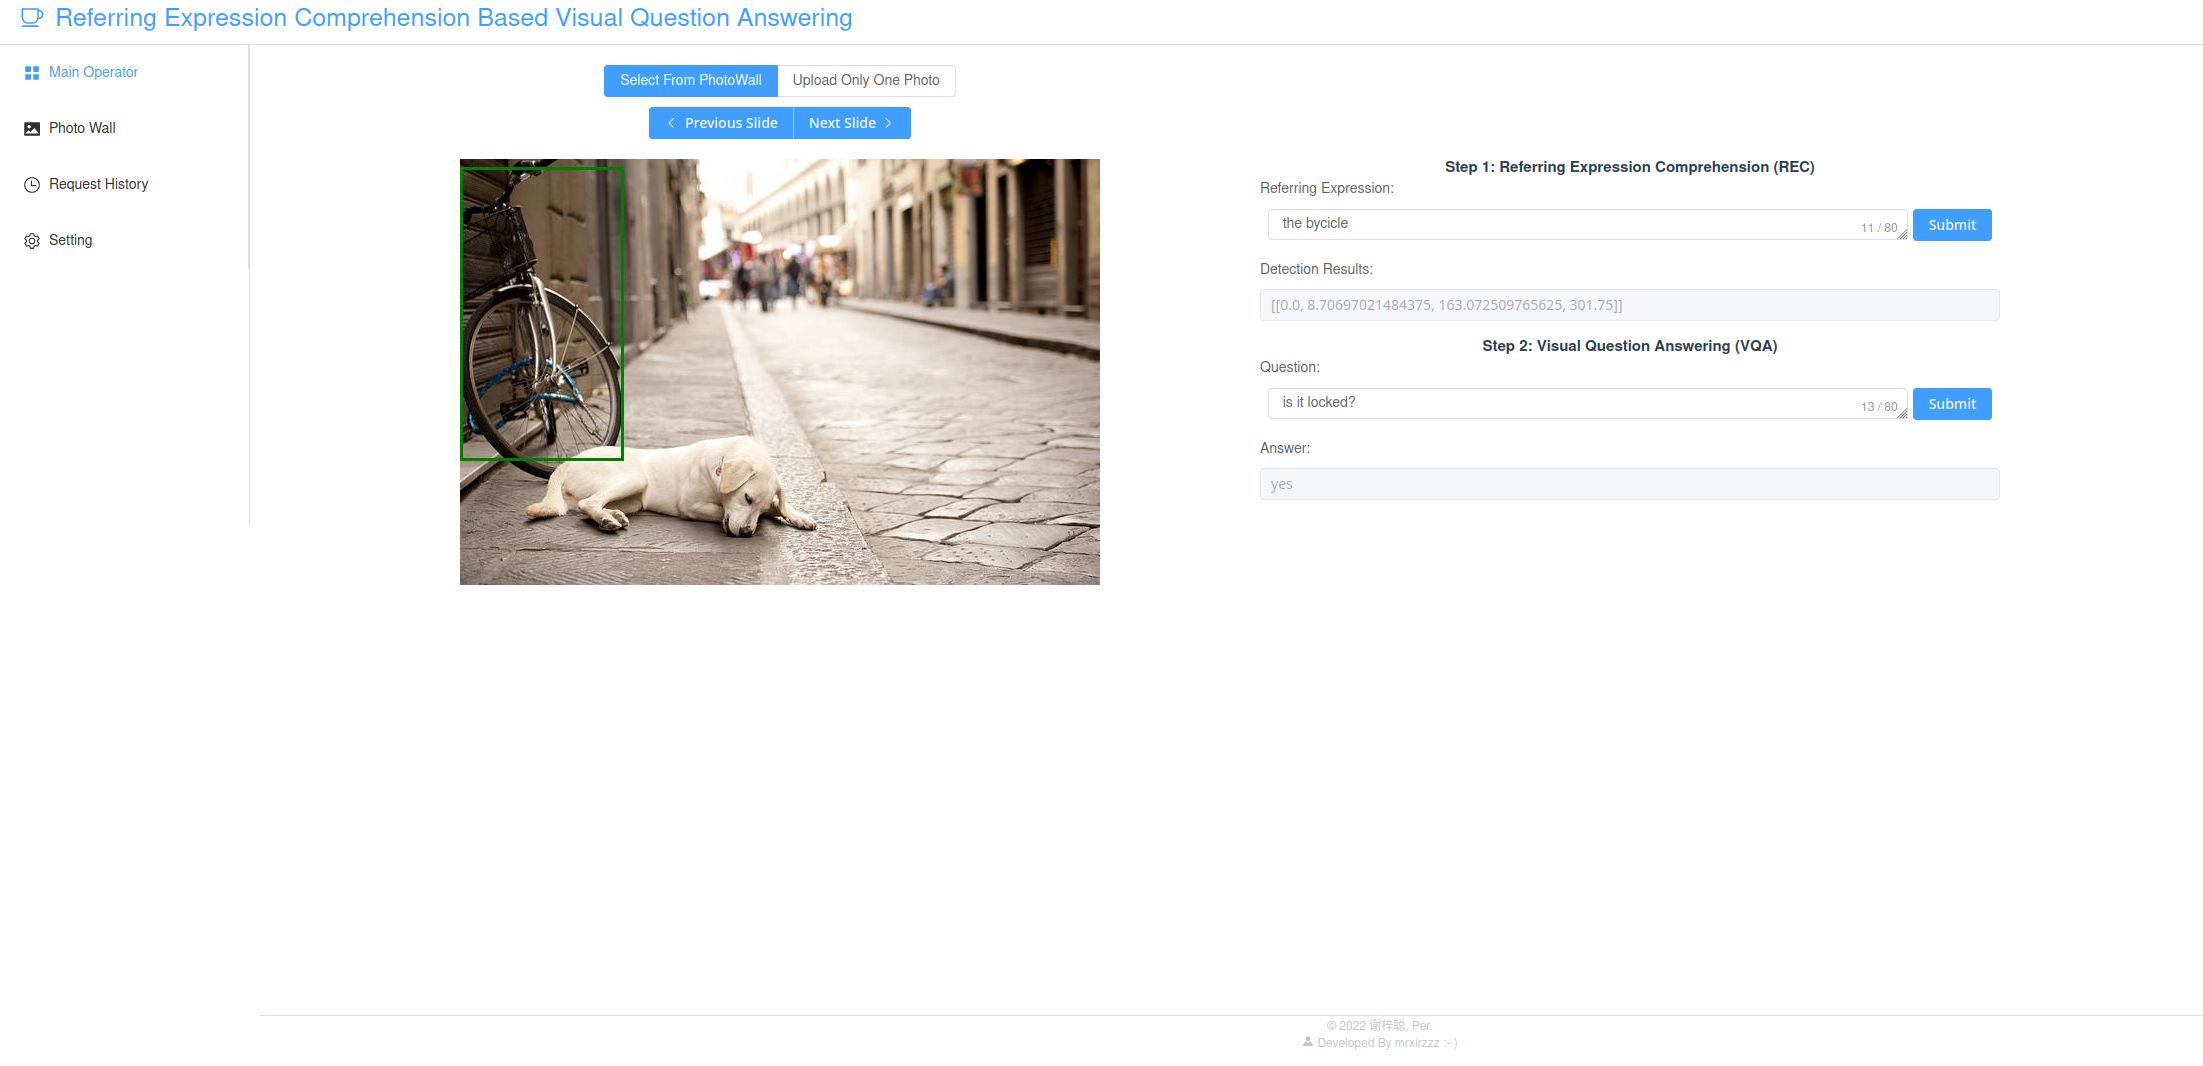 Referring Expression Comprehension Based Visual Question Answering
Main Operator
Photo Wall
Request History
Setting
Select From PhotoWall
Upload Only One Photo
Previous Slide
Next Slide
Step 1: Referring Expression Comprehension (REC)
Referring Expression:
the bycicle
11 / 80
Submit
Detection Results:
[[0.0, 8.70697021484375, 163.072509765625, 301.75]]
Step 2: Visual Question Answering (VQA)
Question:
is it locked?
13 / 80
Submit
Answer:
yes
© 2022 谢梓聪, Per.
Developed By mrxirzzz :- )